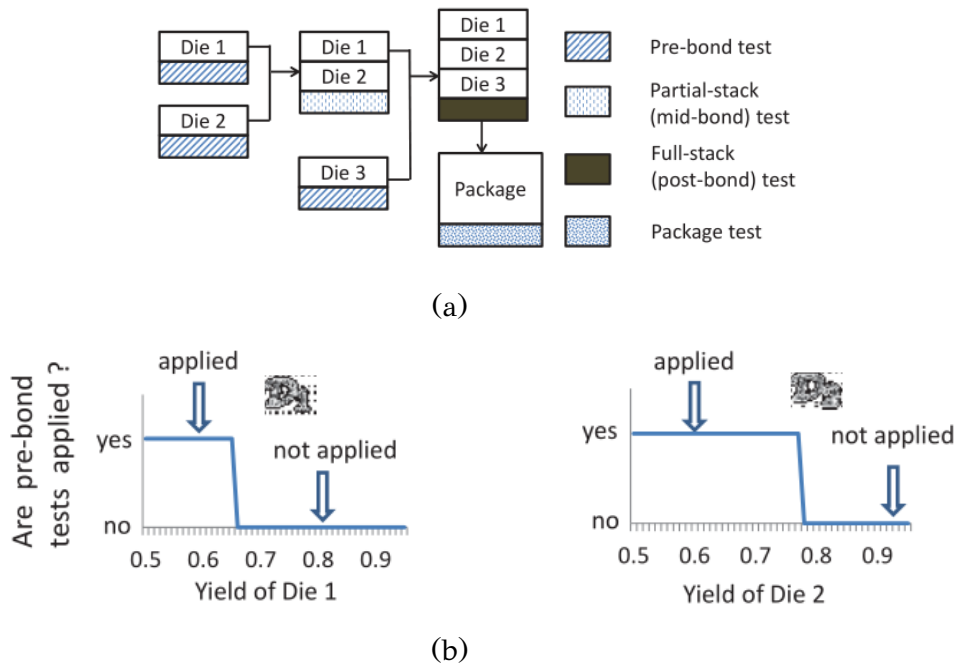 Die 1
Die 2
Die 1
Die 2
Die 3
Die 1
Die 2
Die 3
Package
Pre-bond test
Partial-stack
(mid-bond) test
Full-stack
(post-bond) test
Package test
(a)
Are pre-bond
tests applied ?
applied
not applied
yes
no
0.5 0.6 0.7 0.8 0.9
Yield of Die 1
applied
not applied
yes
no
0.5 0.6 0.7 0.8 0.9
Yield of Die 2
(b)